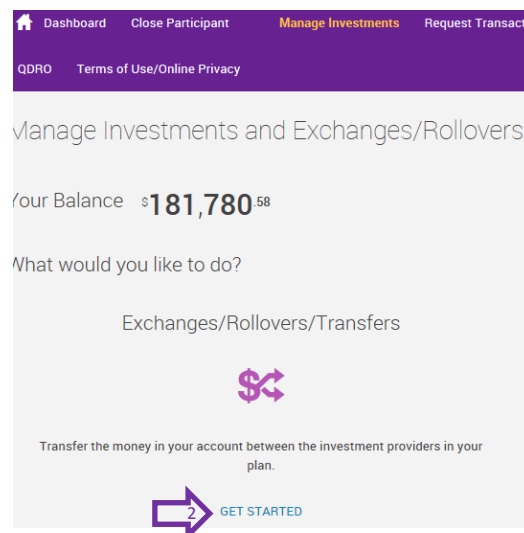 Dashboard Close Participant Manage Investments Request Transact
QDRO Terms of Use/Online Privacy
Manage Investments and Exchanges/Rollovers
Your Balance $181,780.58
What would you like to do?
Exchanges/Rollovers/Transfers
$
Transfer the money in your account between the investment providers in your
plan.
2 GET STARTED